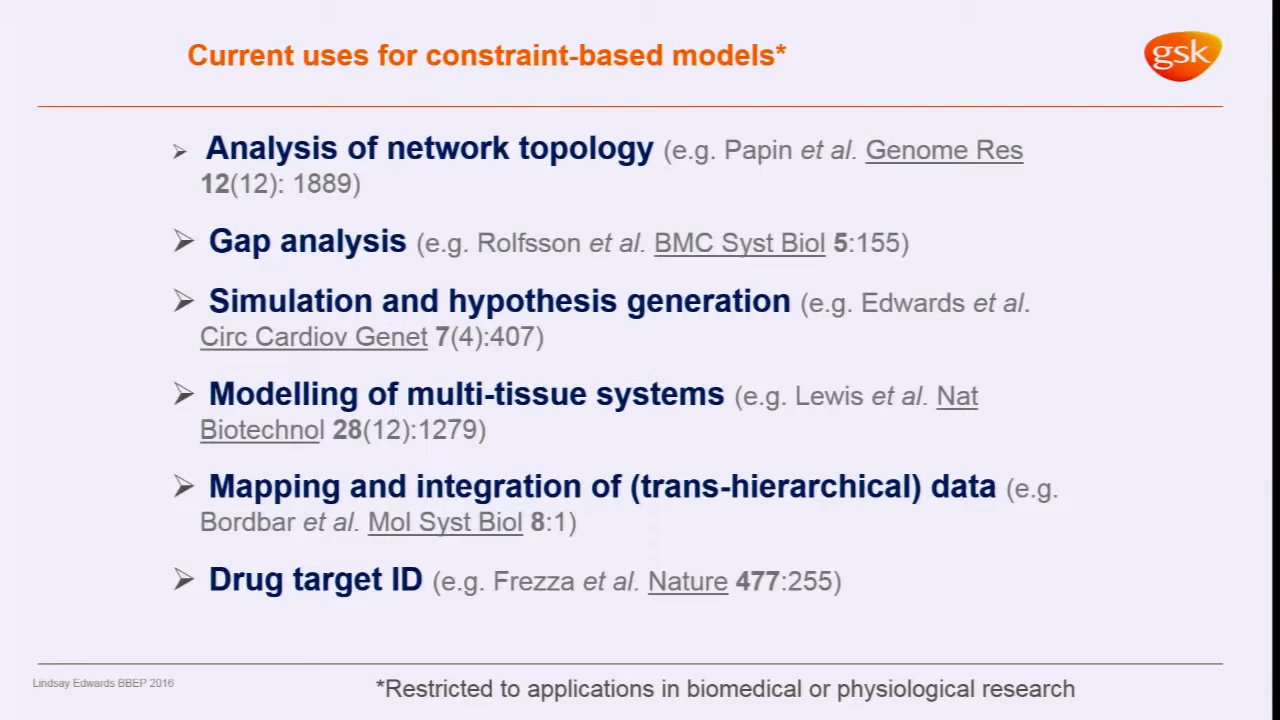 Current uses for constraint-based models*
gsk
➢ Analysis of network topology (e.g. Papin et al. Genome Res
12(12): 1889)
➢ Gap analysis (e.g. Rolfsson et al. BMC Syst Biol 5:155)
➢ Simulation and hypothesis generation (e.g. Edwards et al.
Circ Cardiov Genet 7(4):407)
➢ Modelling of multi-tissue systems (e.g. Lewis et al. Nat
Biotechnol 28(12):1279)
➢ Mapping and integration of (trans-hierarchical) data (e.g.
Bordbar et al. Mol Syst Biol 8:1)
➢ Drug target ID (e.g. Frezza et al. Nature 477:255)
Lindsay Edwards BBEP 2016
*Restricted to applications in biomedical or physiological research